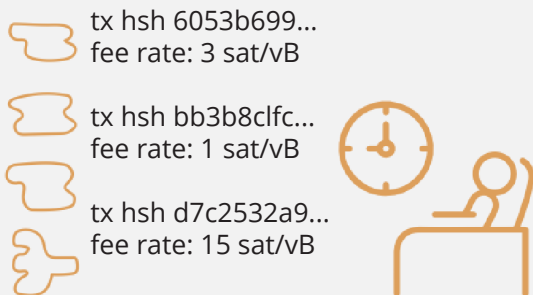 tx hsh 6053b699...
fee rate: 3 sat/vB
tx hsh bb3b8clfc...
fee rate: 1 sat/vB
tx hsh d7c2532a9...
fee rate: 15 sat/vB